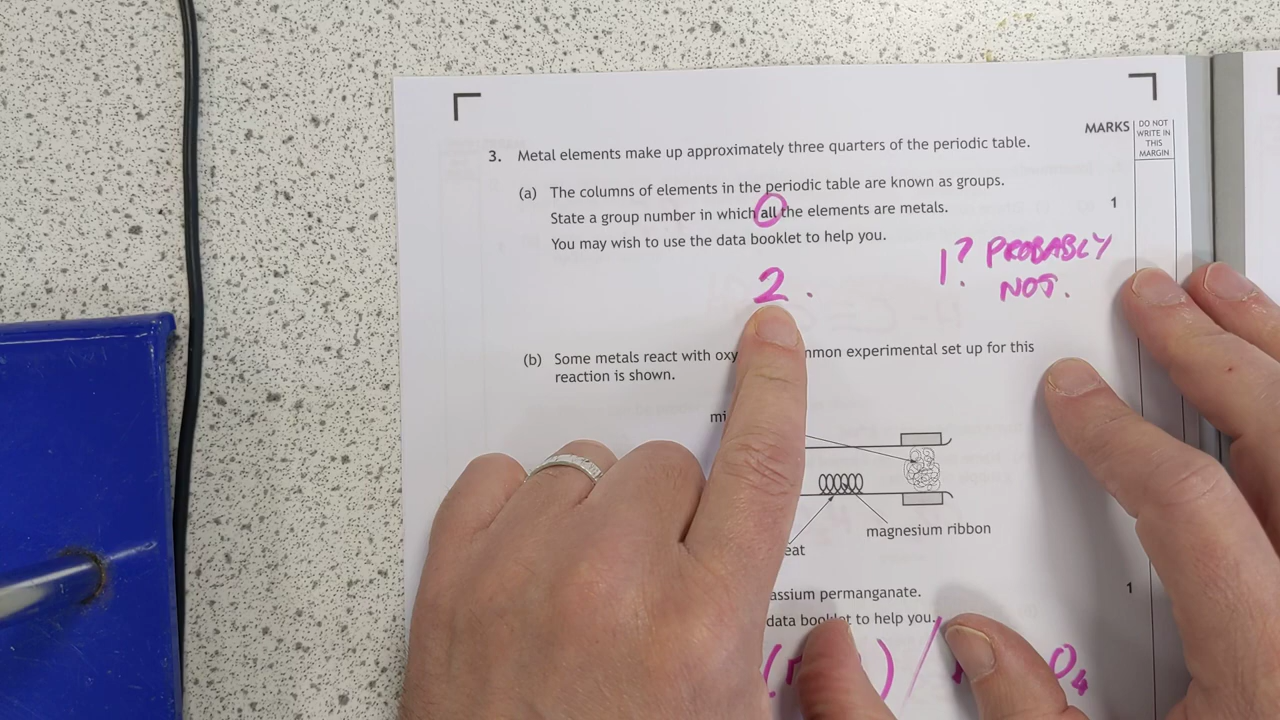 MARKS
DO NOT
WRITE IN
THIS
MARGIN
3. Metal elements make up approximately three quarters of the periodic table.
(a) The columns of elements in the periodic table are known as groups.
State a group number in which all the elements are metals. 1
You may wish to use the data booklet to help you.
1? PROBABLY
NOT.
2.
(b) Some metals react with oxy mmon experimental set up for this
reaction is shown.
mi
magnesium ribbon
eat
assium permanganate. 1
data booklet to help you.
O4